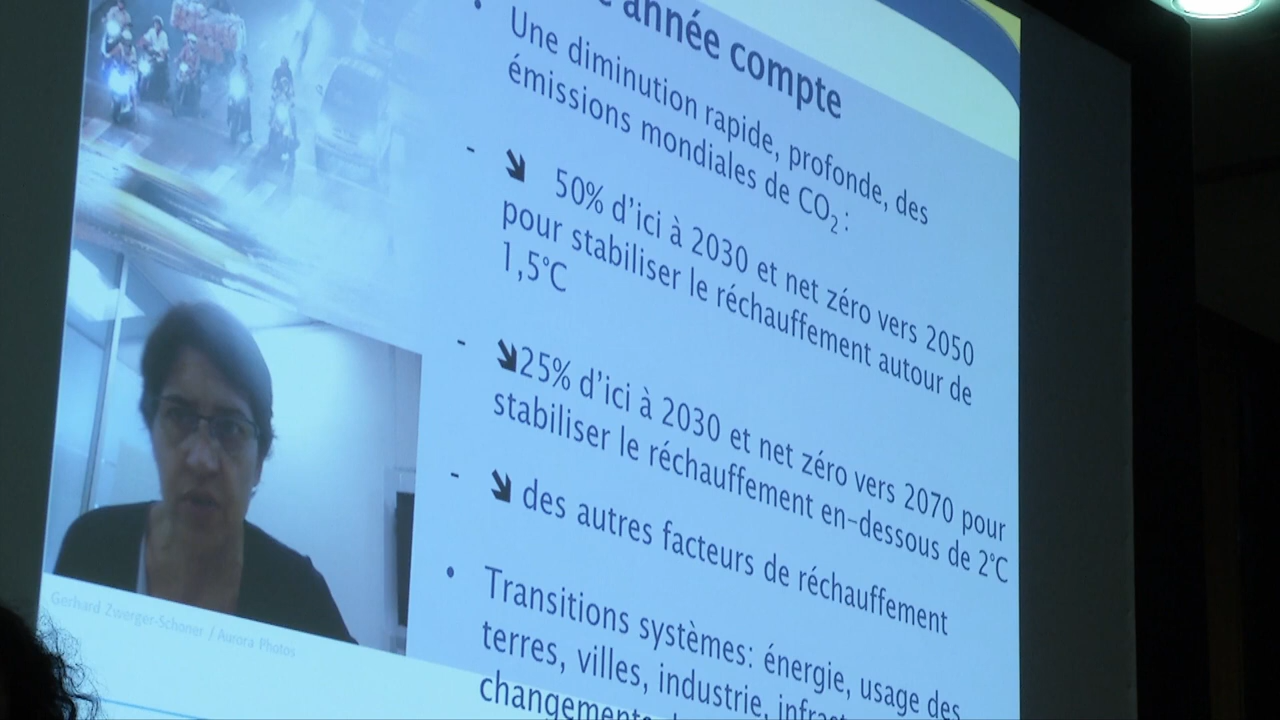 année compte
• Une diminution rapide, profonde, des
émissions mondiales de CO₂ :
- ↘ 50% d'ici à 2030 et net zéro vers 2050
pour stabiliser le réchauffement autour de
1,5°C
- ↘25% d'ici à 2030 et net zéro vers 2070 pour
stabiliser le réchauffement en-dessous de 2°C
- ↘ des autres facteurs de réchauffement
• Transitions systèmes: énergie, usage des
terres, villes, industrie,
Gerhard Zwerger-Schoner / Aurora Photos